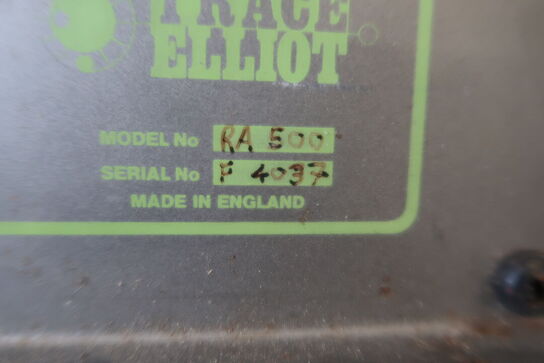 TRACE
ELLIOT
MODEL No RA 500
SERIAL No F 4037
MADE IN ENGLAND